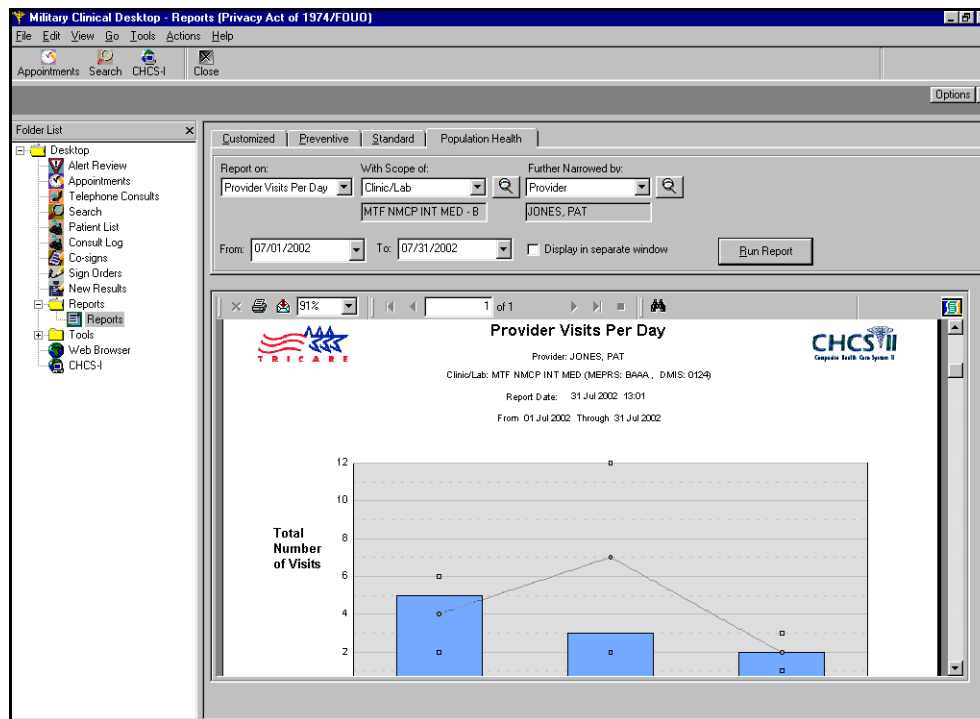 Military Clinical Desktop - Reports (Privacy Act of 1974/FOUO)
File Edit View Go Tools Actions Help
Appointments Search CHCS-I Close
Options
Folder List
Desktop
Alert Review
Appointments
Telephone Consults
Search
Patient List
Consult Log
Co-signs
Sign Orders
New Results
Reports
Reports
Tools
Web Browser
CHCS-I
Customized Preventive Standard Population Health
Report on: With Scope of: Further Narrowed by:
Provider Visits Per Day Clinic/Lab Provider
MTF NMCP INT MED - B JONES, PAT
From: 07/01/2002 To: 07/31/2002 Display in separate window Run Report
91% 1 of 1
TRICARE
Provider Visits Per Day
CHCS II
Composite Health Care System II
Provider: JONES, PAT
Clinic/Lab: MTF NMCP INT MED (MEPRS: BAAA , DMIS: 0124)
Report Date: 31 Jul 2002 13:01
From 01 Jul 2002 Through 31 Jul 2002
12
10
8
6
4
2
Total
Number
of Visits